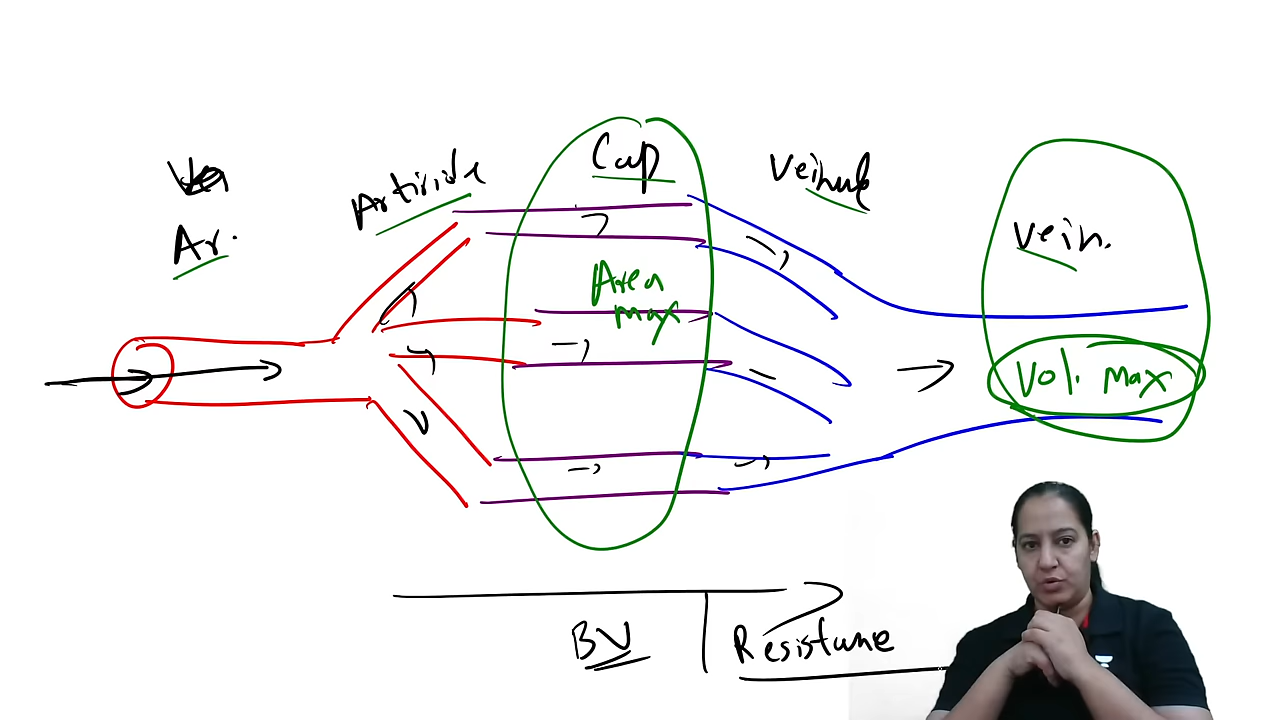 Ar.
Artiriole
Cap
Veinule
Vein.
Area
max
Vol. max
BV
Resistance